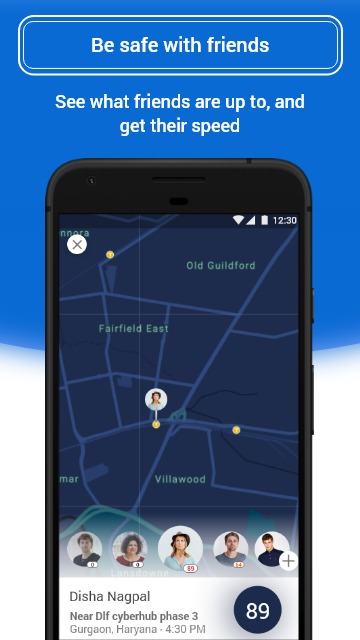 Be safe with friends
See what friends are up to, and
get their speed
12:30
ennora
Old Guildford
Fairfield East
mar
Villawood
0
0
89
54
Lansdowne
Disha Nagpal
Near Dlf cyberhub phase 3
Gurgaon, Haryana · 4:30 PM
89